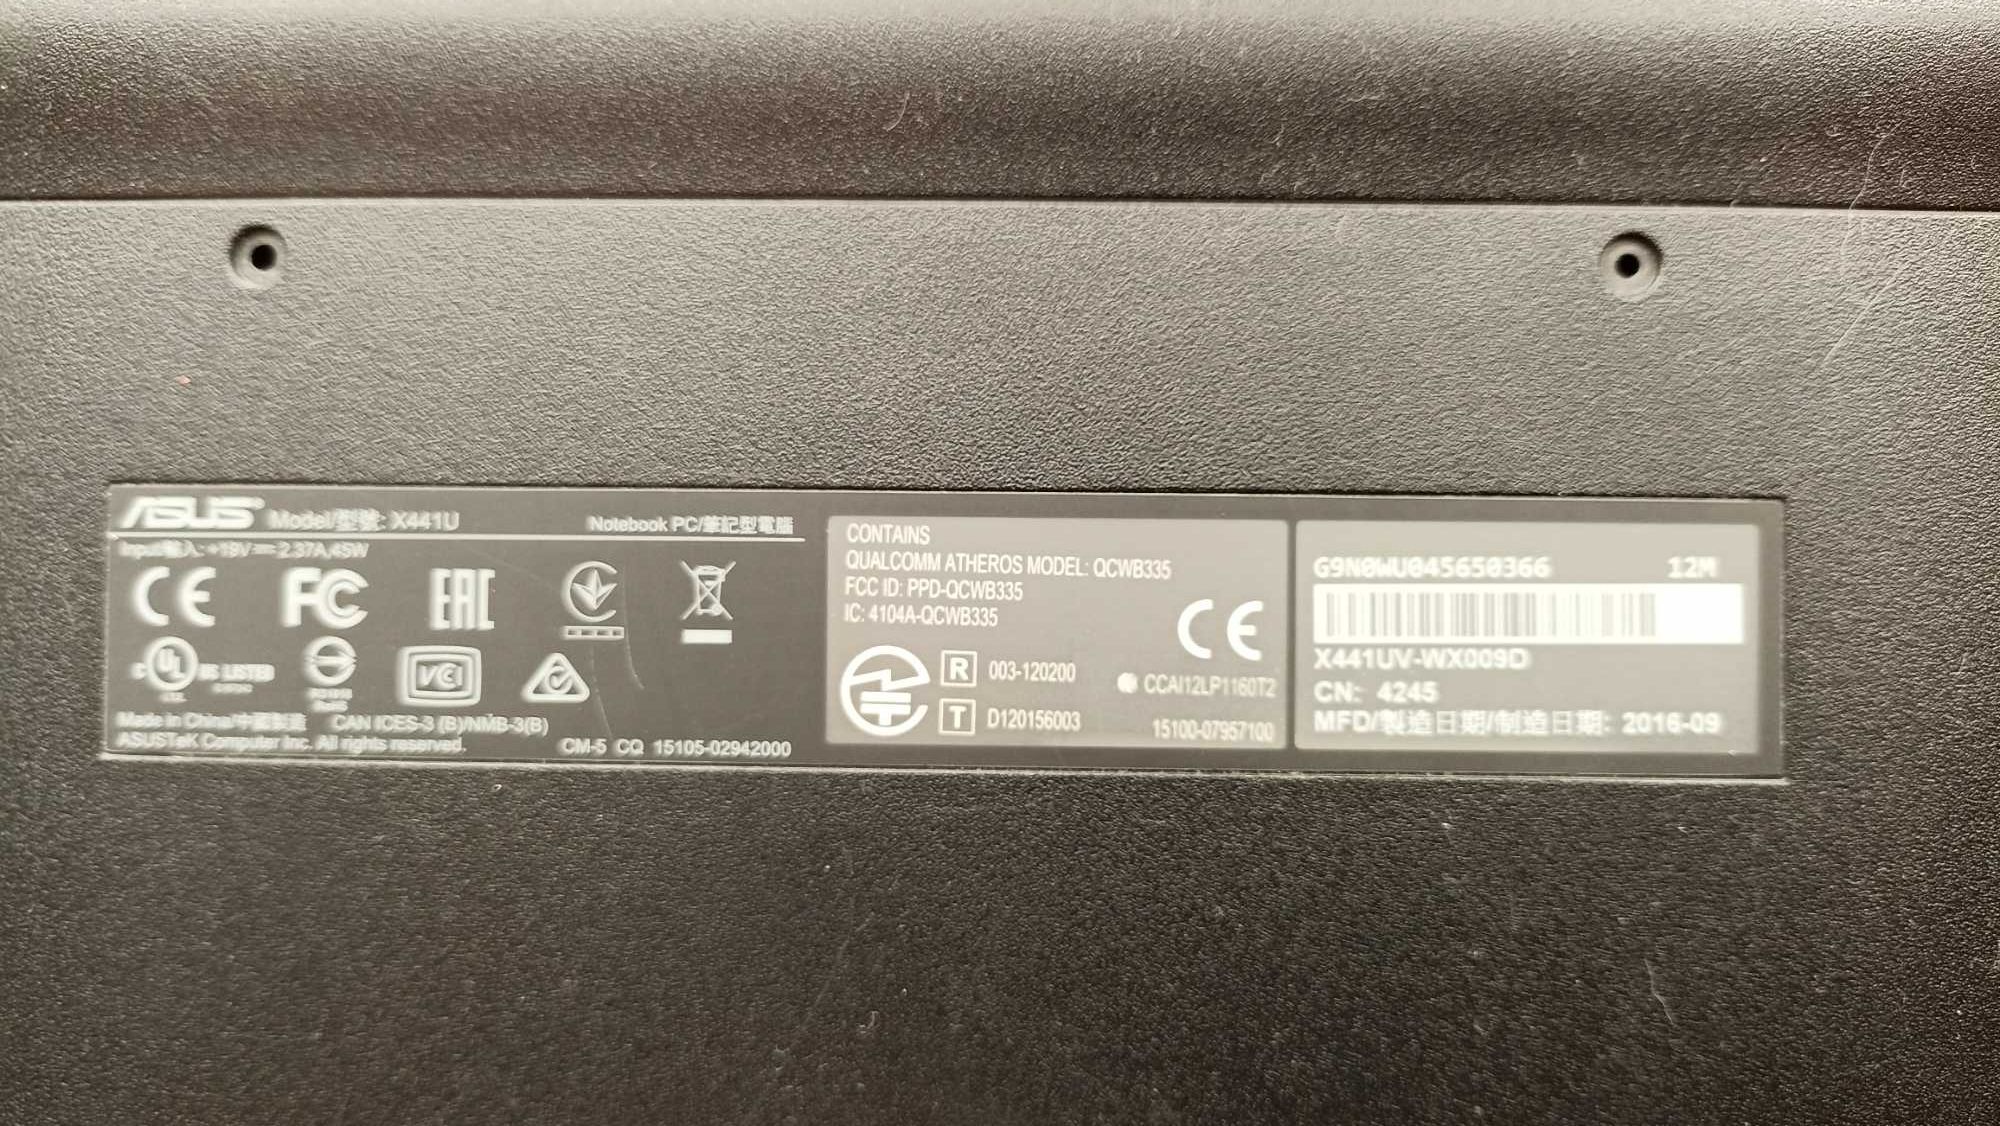 ASUS Model/型號: X441U Notebook PC/筆記型電腦
Input/輸入: +19V⎓2.37A,45W
CE FC EAC
C UL US LISTED
VCI
Made in China/中國製造 CAN ICES-3 (B)/NMB-3(B)
ASUSTeK Computer Inc. All rights reserved.
CM-5 CQ 15105-02942000
CONTAINS
QUALCOMM ATHEROS MODEL: QCWB335
FCC ID: PPD-QCWB335
IC: 4104A-QCWB335
CE
R 003-120200
CCAI12LP1160T2
T D120156003
15100-07957100
G9N0WU045650366 12M
X441UV-WX009D
CN: 4245
MFD/製造日期/制造日期: 2016-09